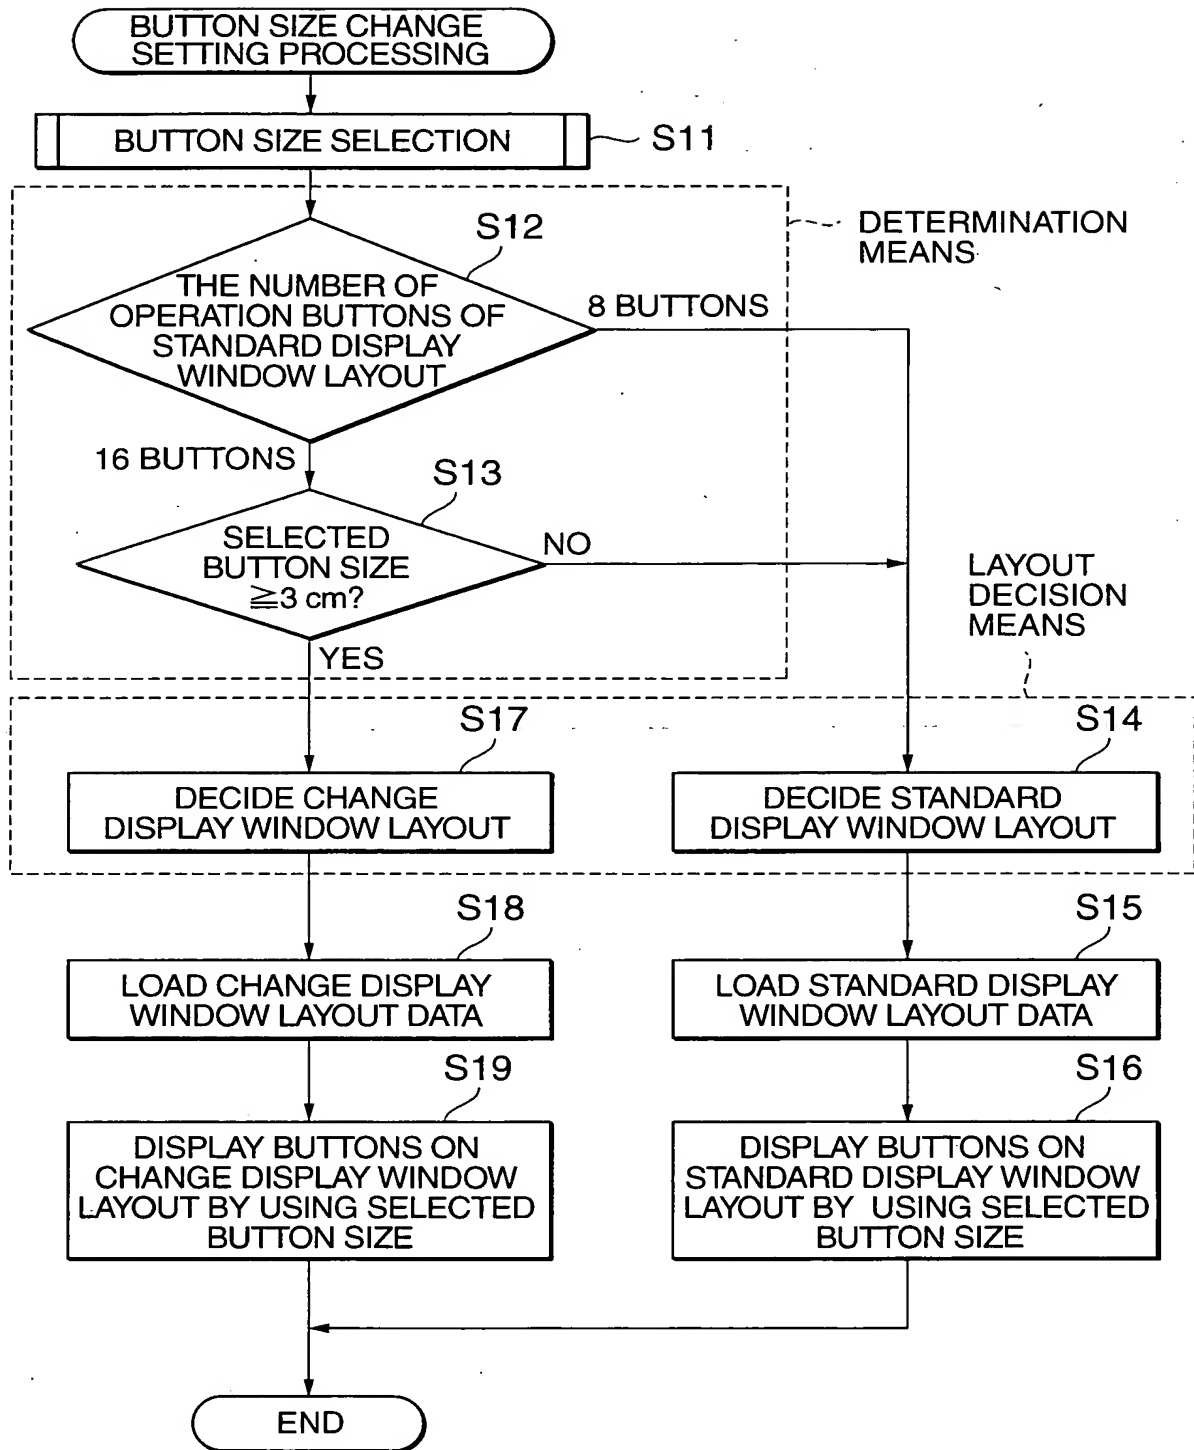 BUTTON SIZE CHANGE
SETTING PROCESSING
BUTTON SIZE SELECTION
S11
DETERMINATION
MEANS
S12
THE NUMBER OF
OPERATION BUTTONS OF
STANDARD DISPLAY
WINDOW LAYOUT
8 BUTTONS
16 BUTTONS
S13
SELECTED
BUTTON SIZE
≧3 cm?
NO
YES
LAYOUT
DECISION
MEANS
S17
DECIDE CHANGE
DISPLAY WINDOW LAYOUT
S14
DECIDE STANDARD
DISPLAY WINDOW LAYOUT
S18
LOAD CHANGE DISPLAY
WINDOW LAYOUT DATA
S15
LOAD STANDARD DISPLAY
WINDOW LAYOUT DATA
S19
DISPLAY BUTTONS ON
CHANGE DISPLAY WINDOW
LAYOUT BY USING SELECTED
BUTTON SIZE
S16
DISPLAY BUTTONS ON
STANDARD DISPLAY WINDOW
LAYOUT BY USING SELECTED
BUTTON SIZE
END